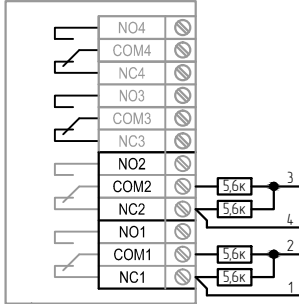 NO4
COM4
NC4
NO3
COM3
NC3
NO2
COM2 5,6к 3
NC2 5,6к
4
NO1
2
COM1 5,6к
NC1 5,6к
1